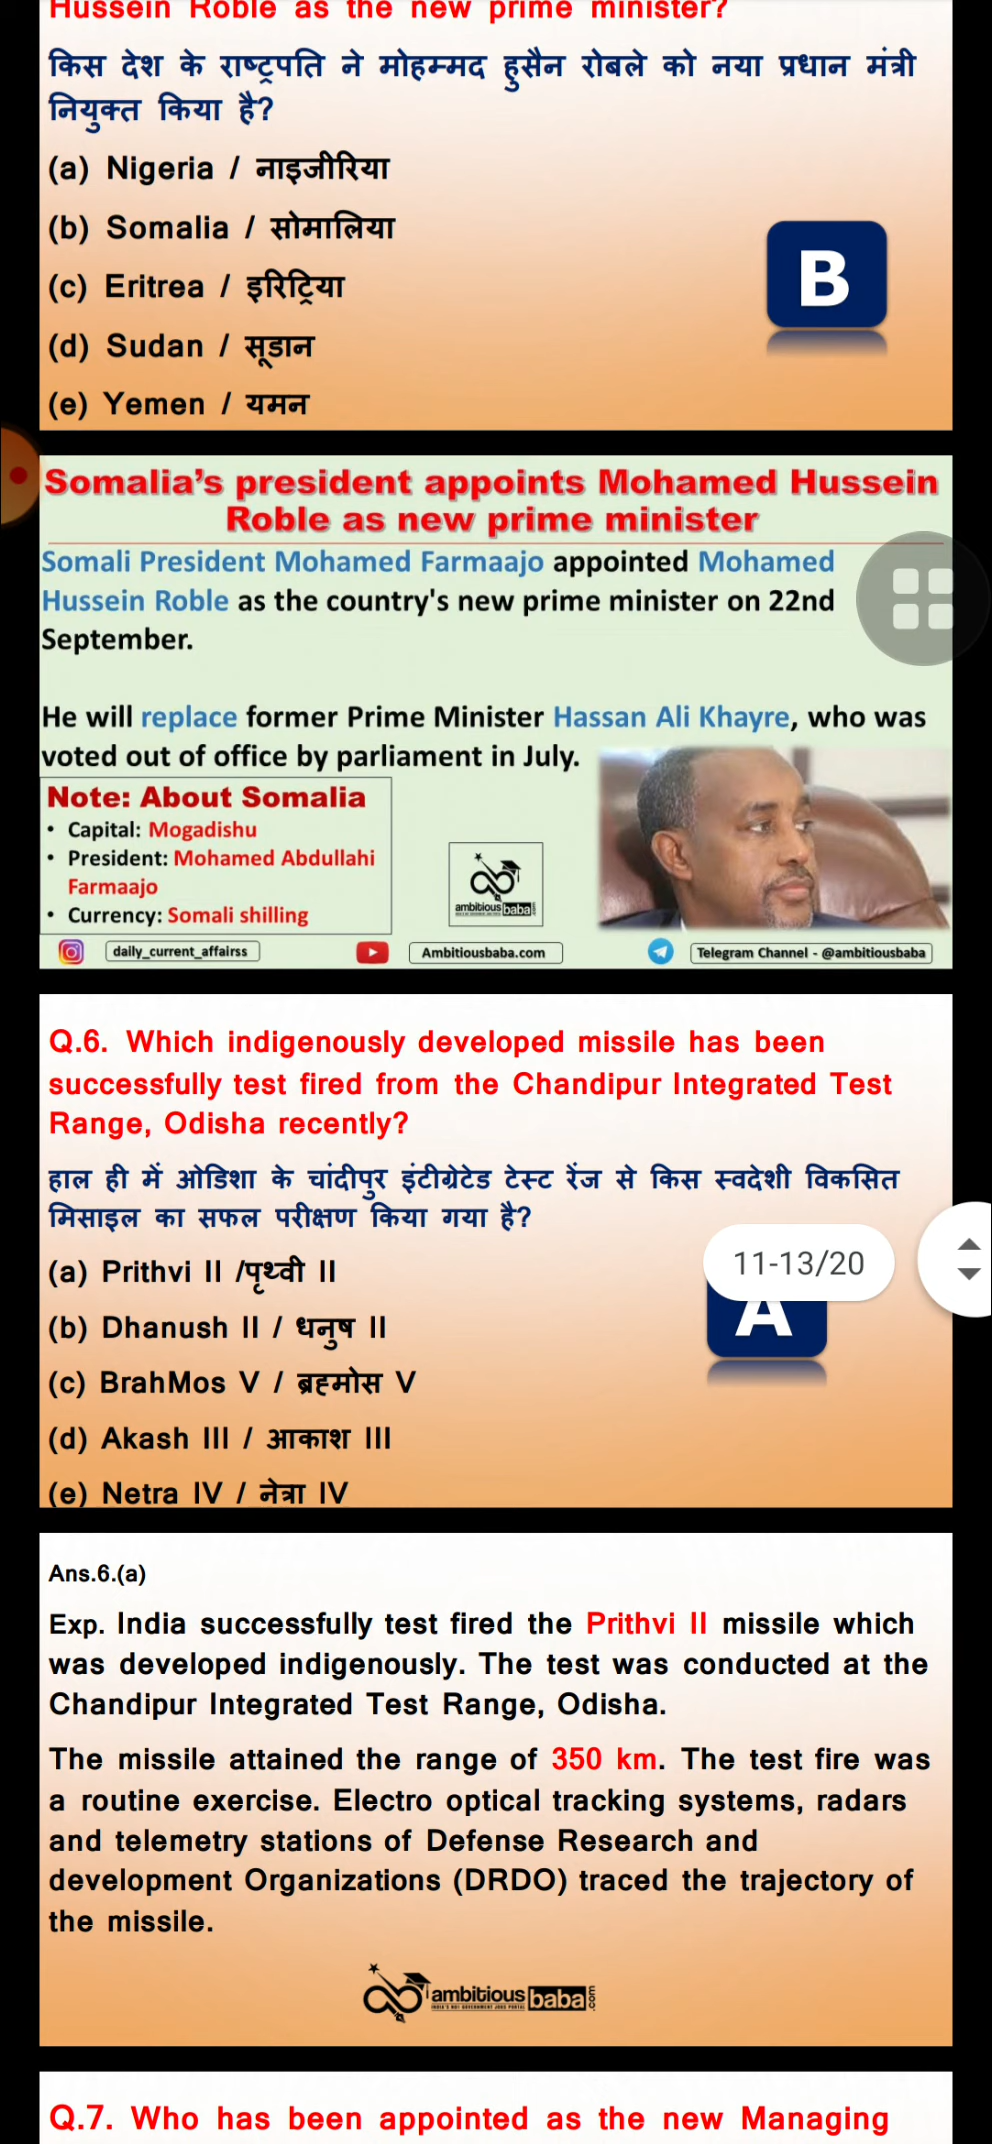 Hussein Roble as the new prime minister?
किस देश के राष्ट्रपति ने मोहम्मद हुसैन रोबले को नया प्रधान मंत्री
नियुक्त किया है?
(a) Nigeria / नाइजीरिया
(b) Somalia / सोमालिया
(c) Eritrea / इरिट्रिया
(d) Sudan / सूडान
(e) Yemen / यमन
B
Somalia's president appoints Mohamed Hussein
Roble as new prime minister
Somali President Mohamed Farmaajo appointed Mohamed
Hussein Roble as the country's new prime minister on 22nd
September.
He will replace former Prime Minister Hassan Ali Khayre, who was
voted out of office by parliament in July.
Note: About Somalia
• Capital: Mogadishu
• President: Mohamed Abdullahi
Farmaajo
• Currency: Somali shilling
ambitious baba
daily_current_affairss
Ambitiousbaba.com
Telegram Channel - @ambitiousbaba
Q.6. Which indigenously developed missile has been
successfully test fired from the Chandipur Integrated Test
Range, Odisha recently?
हाल ही में ओडिशा के चांदीपुर इंटीग्रेटेड टेस्ट रेंज से किस स्वदेशी विकसित
मिसाइल का सफल परीक्षण किया गया है?
(a) Prithvi II /पृथ्वी II
(b) Dhanush II / धनुष II
(c) BrahMos V / ब्रह्मोस V
(d) Akash III / आकाश III
(e) Netra IV / नेत्रा IV
11-13/20
A
Ans.6.(a)
Exp. India successfully test fired the Prithvi II missile which
was developed indigenously. The test was conducted at the
Chandipur Integrated Test Range, Odisha.
The missile attained the range of 350 km. The test fire was
a routine exercise. Electro optical tracking systems, radars
and telemetry stations of Defense Research and
development Organizations (DRDO) traced the trajectory of
the missile.
ambitious baba .com
Q.7. Who has been appointed as the new Managing